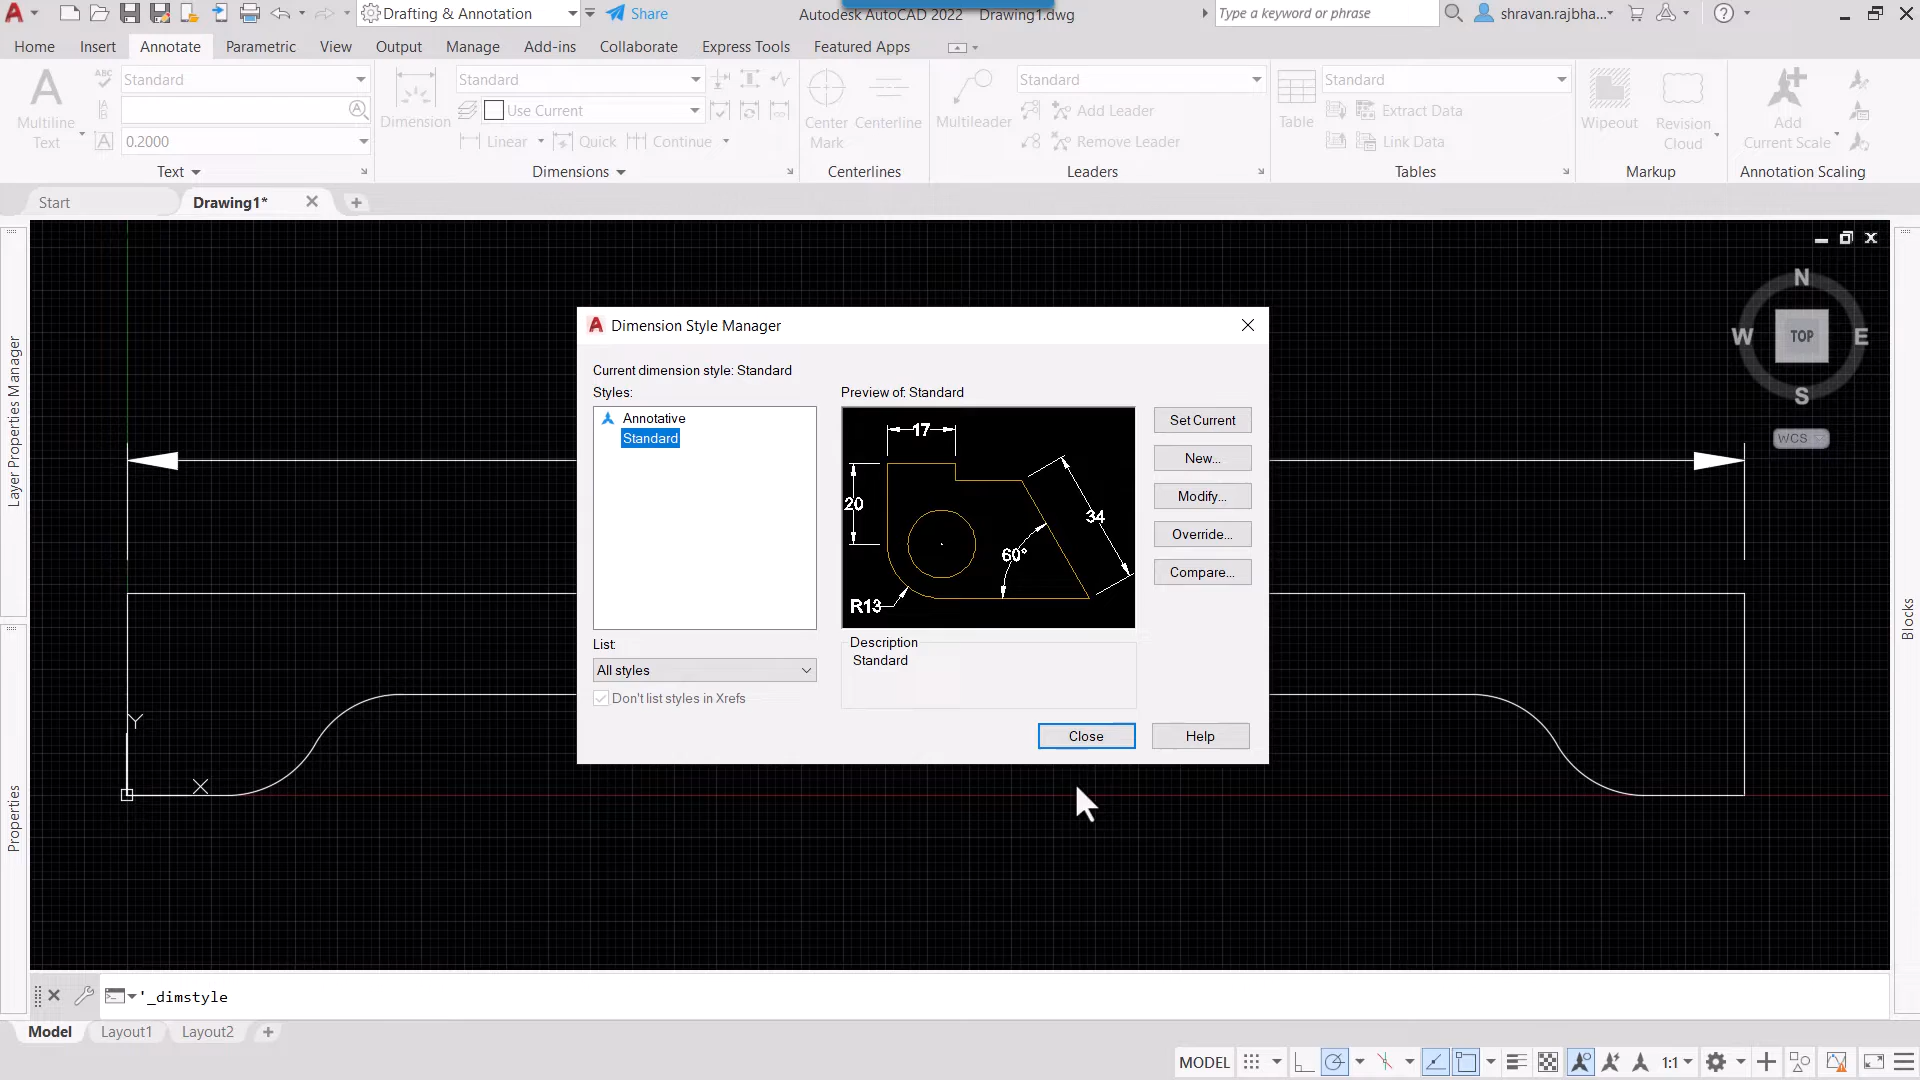 Drafting & Annotation
Share
Autodesk AutoCAD 2022 Drawing1.dwg
Type a keyword or phrase
shravan.rajbha...
Home Insert Annotate Parametric View Output Manage Add-ins Collaborate Express Tools Featured Apps
Multiline Text
ABC
Standard
0.2000
Text
Dimension
Standard
Use Current
Linear Quick Continue
Dimensions
Center Mark
Centerline
Centerlines
Multileader
Standard
Add Leader
Remove Leader
Leaders
Table
Standard
Extract Data
Link Data
Tables
Wipeout
Revision Cloud
Markup
Add Current Scale
Annotation Scaling
Start
Drawing1*
Layer Properties Manager
Properties
Blocks
N
W TOP E
S
WCS
Y
X
Dimension Style Manager
Current dimension style: Standard
Styles:
Annotative
Standard
List:
All styles
Don't list styles in Xrefs
Preview of: Standard
17
20
34
60°
R13
Description
Standard
Set Current
New...
Modify...
Override...
Compare...
Close
Help
'_dimstyle
Model Layout1 Layout2
MODEL
1:1